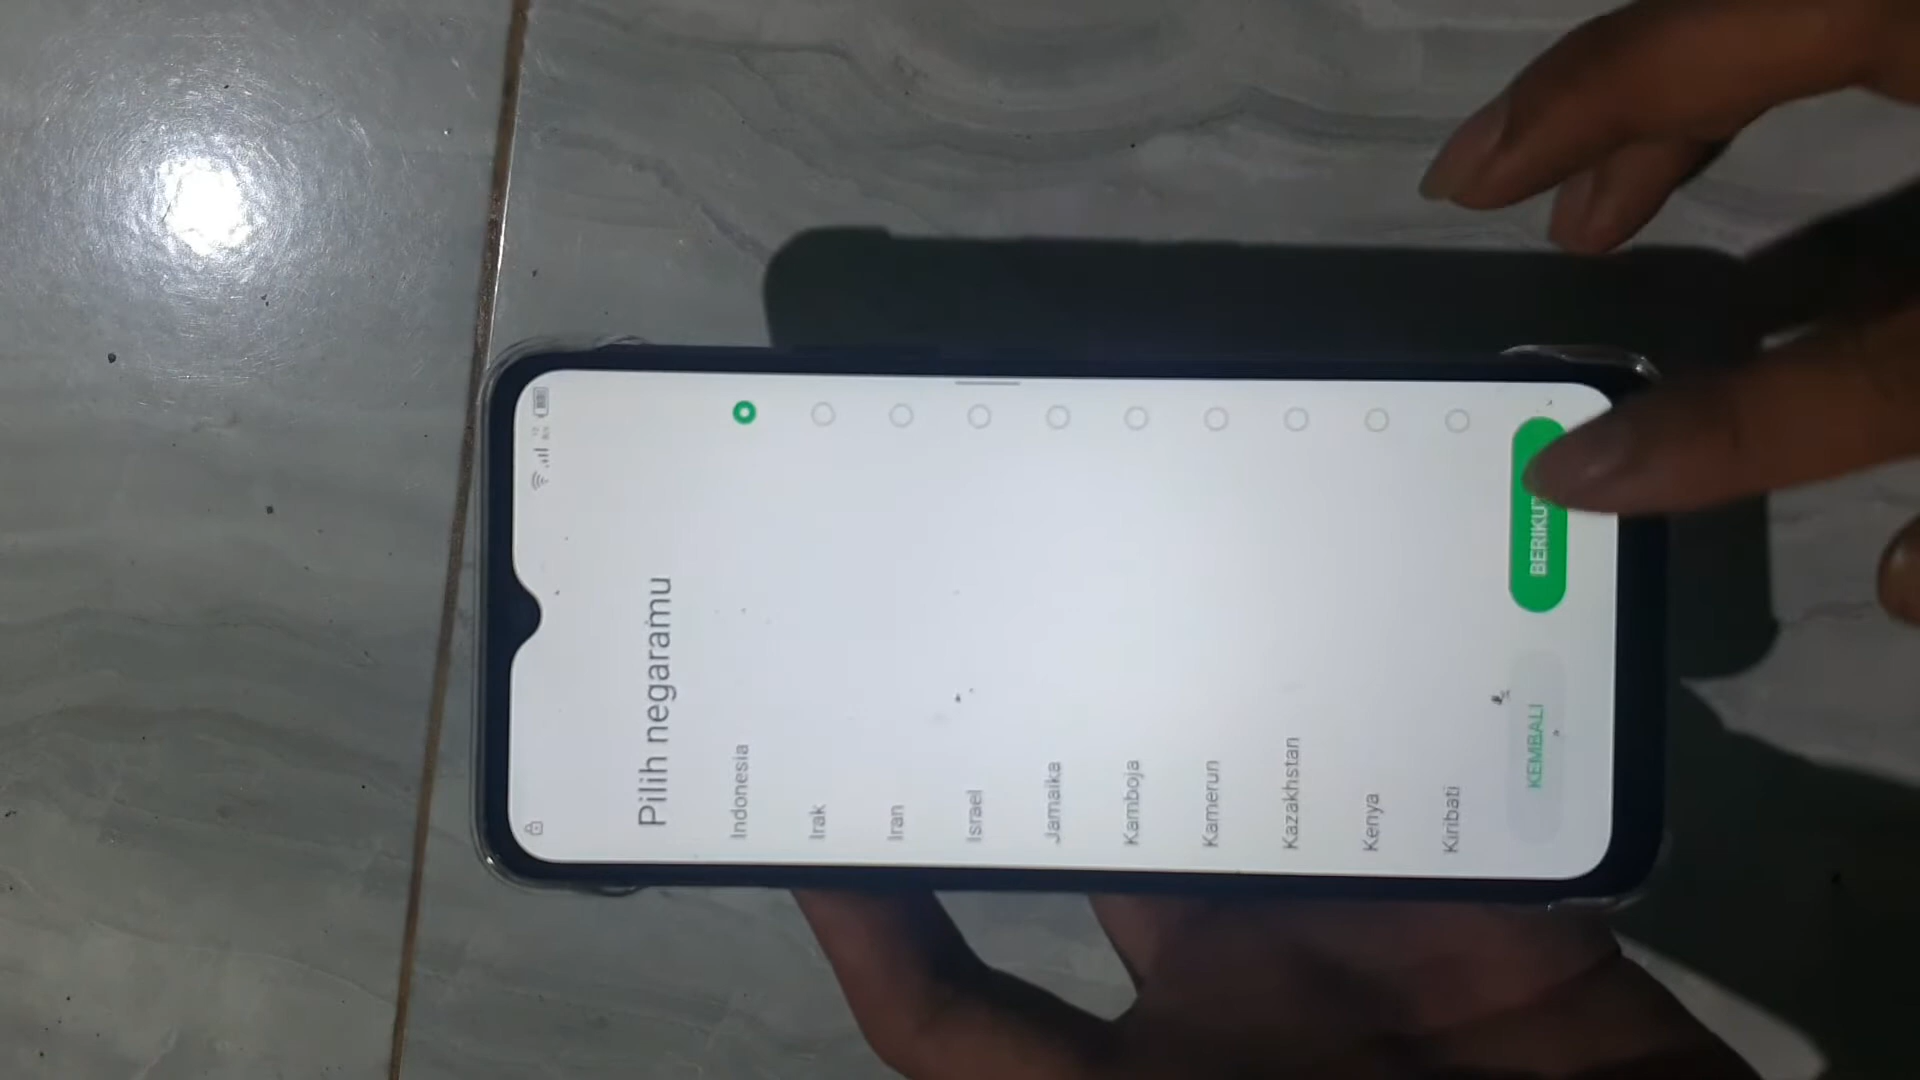 Pilih negaramu
Indonesia
Irak
Iran
Israel
Jamaika
Kamboja
Kamerun
Kazakhstan
Kenya
Kiribati
KEMBALI
BERIKUT